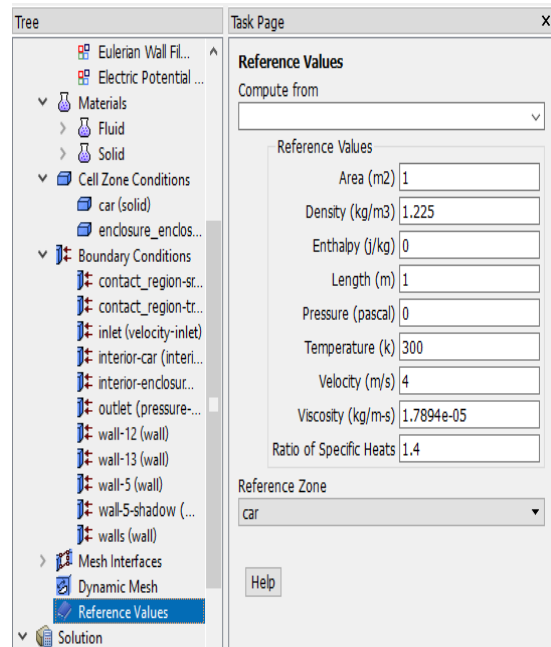 Tree
Eulerian Wall Fil...
Electric Potential ...
Materials
Fluid
Solid
Cell Zone Conditions
car (solid)
enclosure_enclos...
Boundary Conditions
contact_region-sr...
contact_region-tr...
inlet (velocity-inlet)
interior-car (interi...
interior-enclosur...
outlet (pressure-...
wall-12 (wall)
wall-13 (wall)
wall-5 (wall)
wall-5-shadow (...
walls (wall)
Mesh Interfaces
Dynamic Mesh
Reference Values
Solution
Task Page X
Reference Values
Compute from
Reference Values
Area (m2) 1
Density (kg/m3) 1.225
Enthalpy (j/kg) 0
Length (m) 1
Pressure (pascal) 0
Temperature (k) 300
Velocity (m/s) 4
Viscosity (kg/m-s) 1.7894e-05
Ratio of Specific Heats 1.4
Reference Zone
car
Help